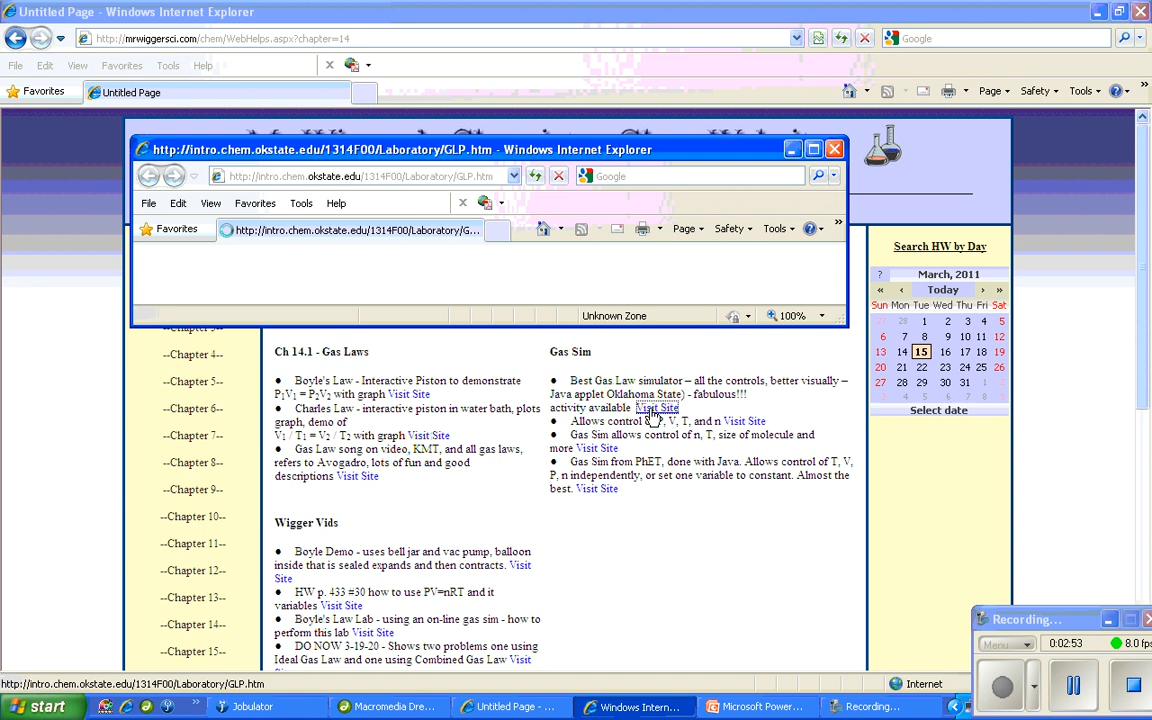 Untitled Page - Windows Internet Explorer
http://mrwiggersci.com/chem/WebHelps.aspx?chapter=14
Google
File Edit View Favorites Tools Help
Favorites
Untitled Page
Page Safety Tools
http://intro.chem.okstate.edu/1314F00/Laboratory/GLP.htm - Windows Internet Explorer
http://intro.chem.okstate.edu/1314F00/Laboratory/GLP.htm
Google
File Edit View Favorites Tools Help
Favorites
http://intro.chem.okstate.edu/1314F00/Laboratory/G...
Page Safety Tools
Unknown Zone
100%
--Chapter 4--
--Chapter 5--
--Chapter 6--
--Chapter 7--
--Chapter 8--
--Chapter 9--
--Chapter 10--
--Chapter 11--
--Chapter 12--
--Chapter 13--
--Chapter 14--
--Chapter 15--
Ch 14.1 - Gas Laws
● Boyle's Law - Interactive Piston to demonstrate
P1V1 = P2V2 with graph Visit Site
● Charles Law - interactive piston in water bath, plots
graph, demo of
V1 / T1 = V2 / T2 with graph Visit Site
● Gas Law song on video, KMT, and all gas laws,
refers to Avogadro, lots of fun and good
descriptions Visit Site
Wigger Vids
● Boyle Demo - uses bell jar and vac pump, balloon
inside that is sealed expands and then contracts. Visit
Site
● HW p. 433 #30 how to use PV=nRT and it
variables Visit Site
● Boyle's Law Lab - using an on-line gas sim - how to
perform this lab Visit Site
● DO NOW 3-19-20 - Shows two problems one using
Ideal Gas Law and one using Combined Gas Law Visit
Gas Sim
● Best Gas Law simulator – all the controls, better visually –
Java applet Oklahoma State) - fabulous!!!
activity available Visit Site
● Allows control V, T, and n Visit Site
● Gas Sim allows control of n, T, size of molecule and
more Visit Site
● Gas Sim from PhET, done with Java. Allows control of T, V,
P, n independently, or set one variable to constant. Almost the
best. Visit Site
Search HW by Day
? March, 2011
« ‹ Today › »
Sun Mon Tue Wed Thu Fri Sat
27 28 1 2 3 4 5
6 7 8 9 10 11 12
13 14 15 16 17 18 19
20 21 22 23 24 25 26
27 28 29 30 31 1 2
Select date
Recording...
Menu 0:02:53 8.0 fps
http://intro.chem.okstate.edu/1314F00/Laboratory/GLP.htm
Internet
start
Jobulator
Macromedia Dre...
Untitled Page - ...
Windows Intern...
Microsoft Power...
Recording...